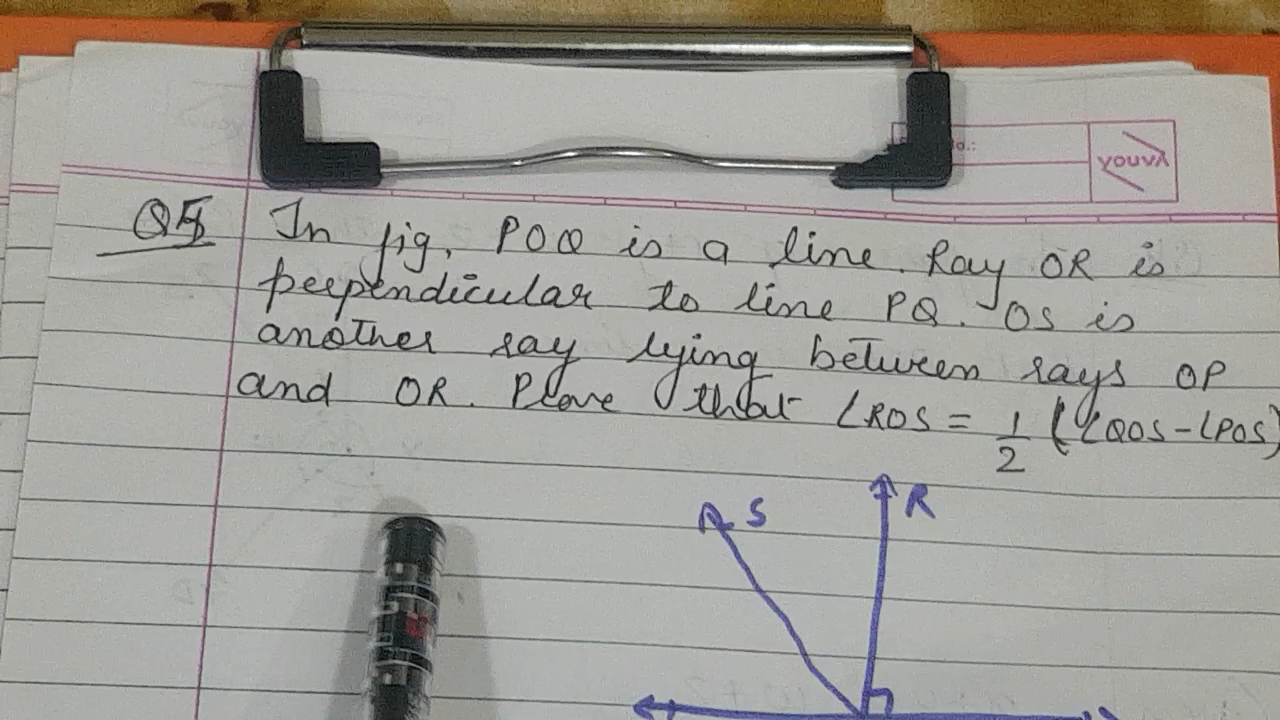 Q5 In fig, POQ is a line. Ray OR is
perpendicular to line PQ. OS is
another ray lying between rays OP
and OR. Prove that ∠ROS = 1/2 (∠QOS-∠POS)
S
R
YOUVA